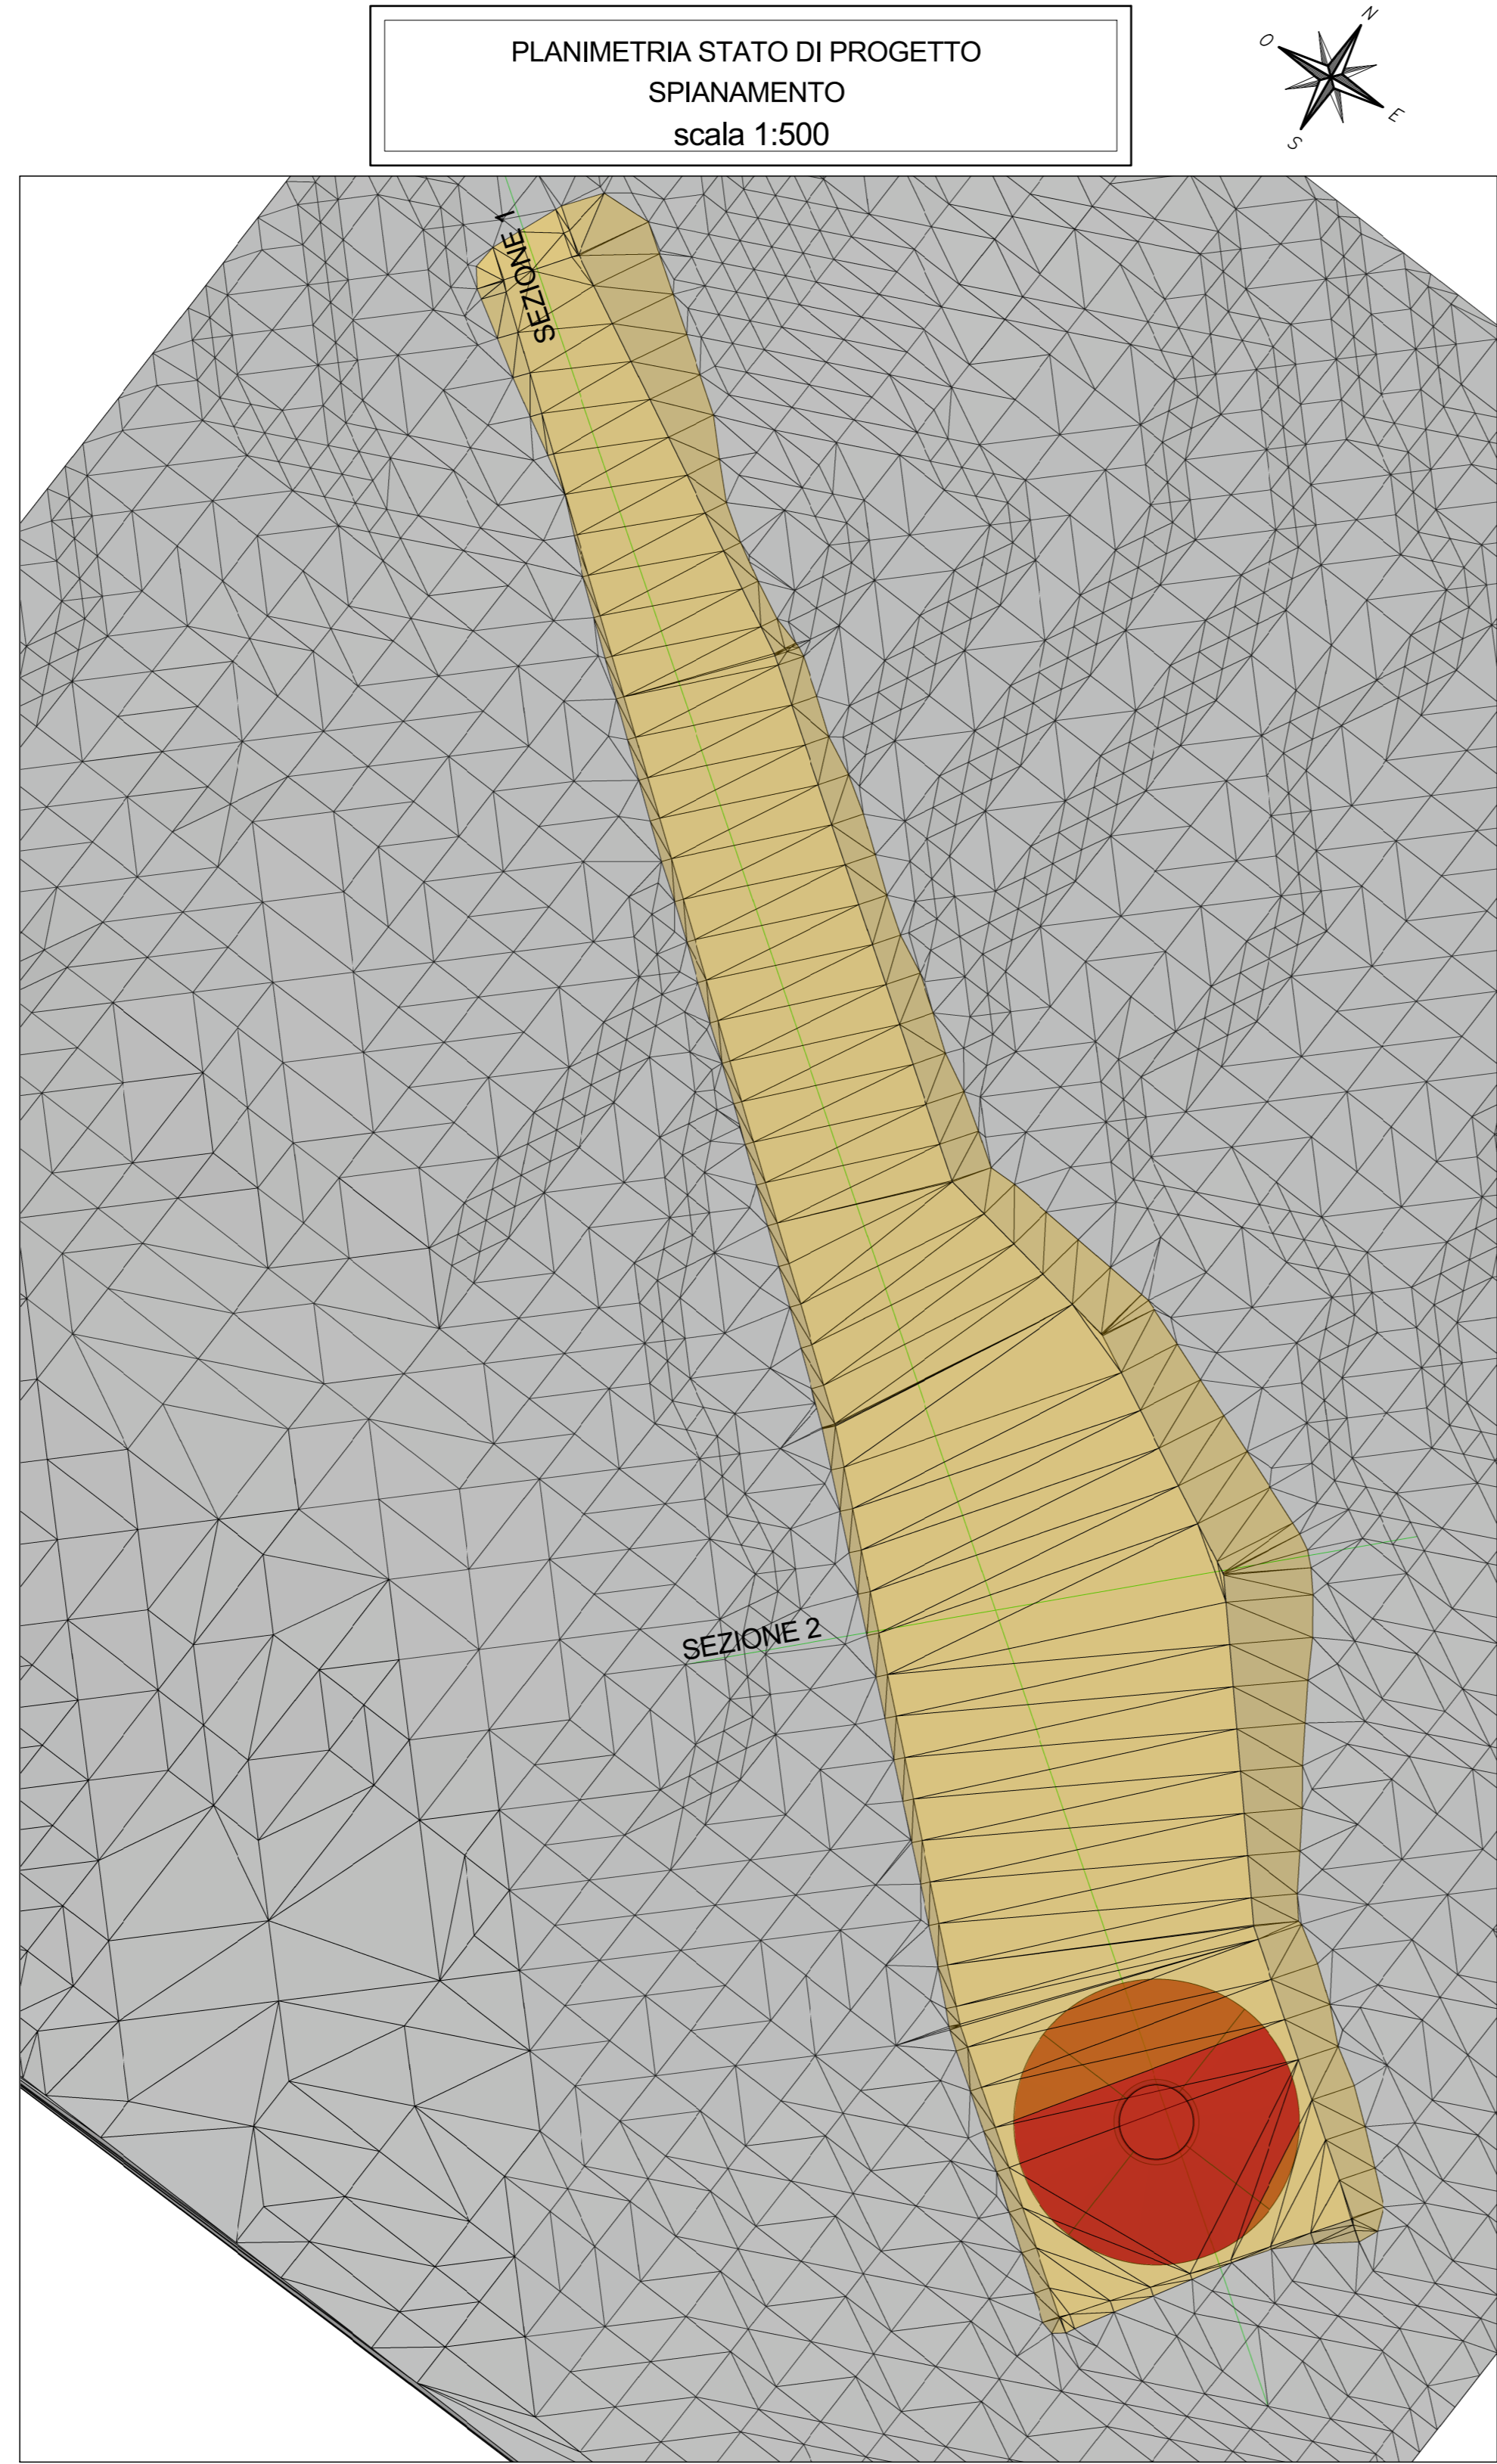 PLANIMETRIA STATO DI PROGETTO
SPIANAMENTO
scala 1:500
N
O
E
S
SEZIONE 1
SEZIONE 2